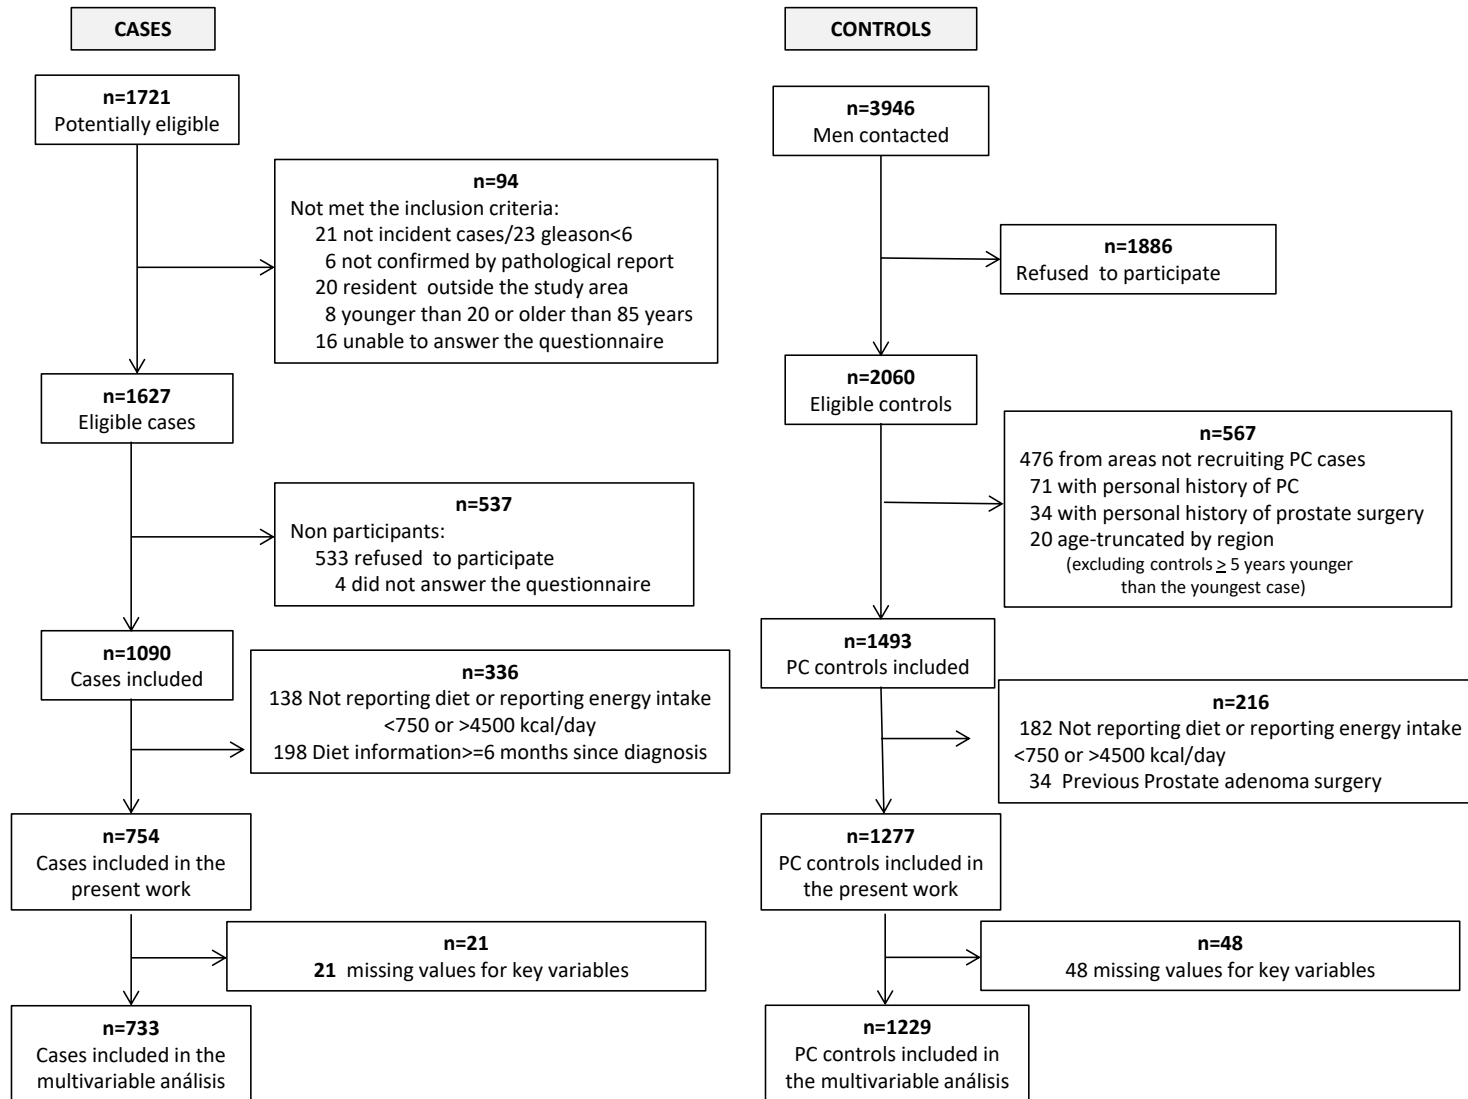 CASES
n=1721
Potentially eligible
n=94
Not met the inclusion criteria:
21 not incident cases/23 gleason<6
6 not confirmed by pathological report
20 resident outside the study area
8 younger than 20 or older than 85 years
16 unable to answer the questionnaire
n=1627
Eligible cases
n=537
Non participants:
533 refused to participate
4 did not answer the questionnaire
n=1090
Cases included
n=336
138 Not reporting diet or reporting energy intake
<750 or >4500 kcal/day
198 Diet information>=6 months since diagnosis
n=754
Cases included in the
present work
n=21
21 missing values for key variables
n=733
Cases included in the
multivariable análisis
CONTROLS
n=3946
Men contacted
n=1886
Refused to participate
n=2060
Eligible controls
n=567
476 from areas not recruiting PC cases
71 with personal history of PC
34 with personal history of prostate surgery
20 age-truncated by region
(excluding controls ≥ 5 years younger
than the youngest case)
n=1493
PC controls included
n=216
182 Not reporting diet or reporting energy intake
<750 or >4500 kcal/day
34 Previous Prostate adenoma surgery
n=1277
PC controls included in
the present work
n=48
48 missing values for key variables
n=1229
PC controls included in
the multivariable análisis